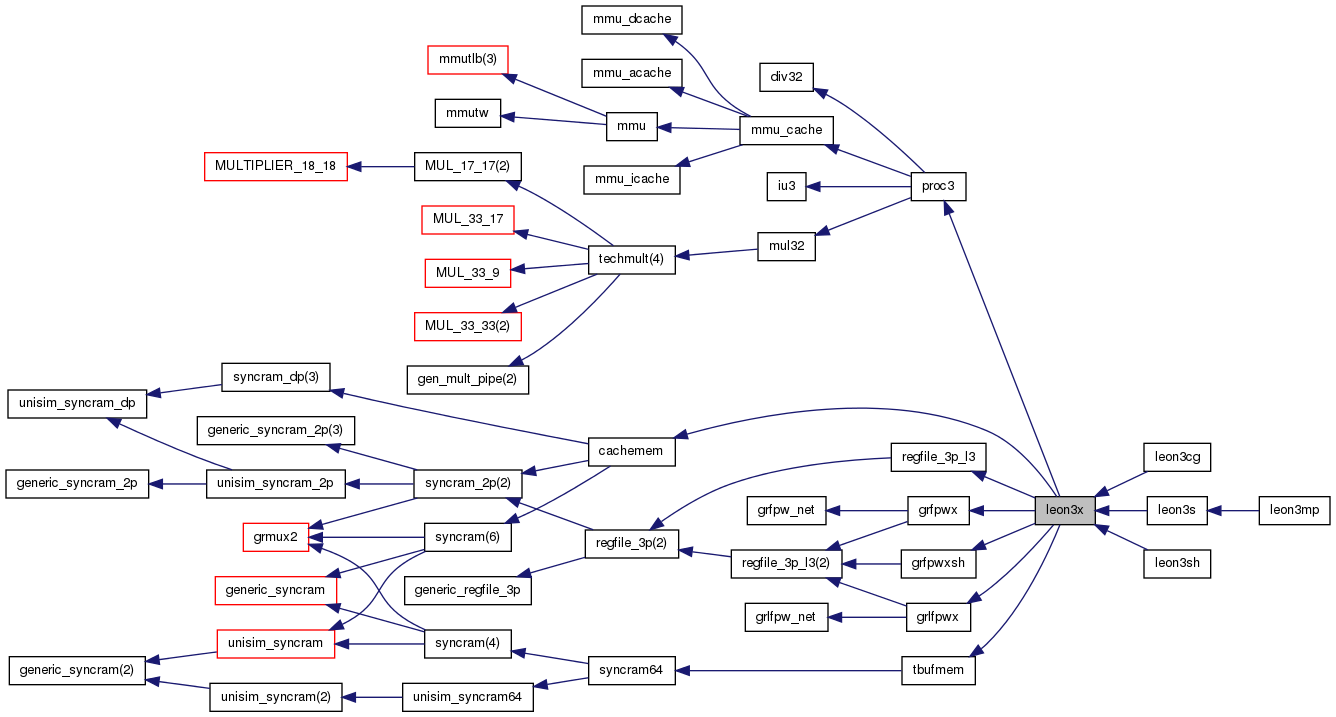 mmu_dcache
mmutlb(3)
mmu_acache
div32
mmutw
mmu
mmu_cache
MULTIPLIER_18_18
MUL_17_17(2)
mmu_icache
iu3
proc3
MUL_33_17
mul32
techmult(4)
MUL_33_9
MUL_33_33(2)
syncram_dp(3)
gen_mult_pipe(2)
unisim_syncram_dp
generic_syncram_2p(3)
cachemem
regfile_3p_l3
leon3cg
generic_syncram_2p
unisim_syncram_2p
syncram_2p(2)
grfpw_net
grfpwx
leon3x
leon3s
leon3mp
grmux2
syncram(6)
regfile_3p(2)
regfile_3p_l3(2)
grfpwxsh
leon3sh
generic_syncram
generic_regfile_3p
grlfpw_net
grlfpwx
unisim_syncram
syncram(4)
generic_syncram(2)
syncram64
tbufmem
unisim_syncram(2)
unisim_syncram64